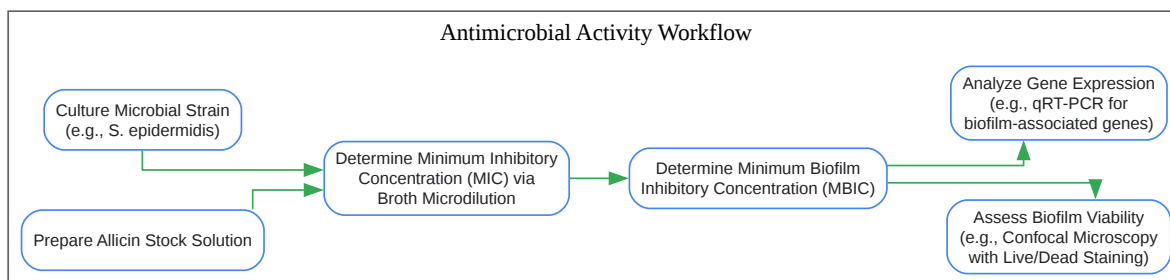 Antimicrobial Activity Workflow
Culture Microbial Strain
(e.g., S. epidermidis)
Prepare Allicin Stock Solution
Determine Minimum Inhibitory
Concentration (MIC) via
Broth Microdilution
Determine Minimum Biofilm
Inhibitory Concentration (MBIC)
Analyze Gene Expression
(e.g., qRT-PCR for
biofilm-associated genes)
Assess Biofilm Viability
(e.g., Confocal Microscopy
with Live/Dead Staining)